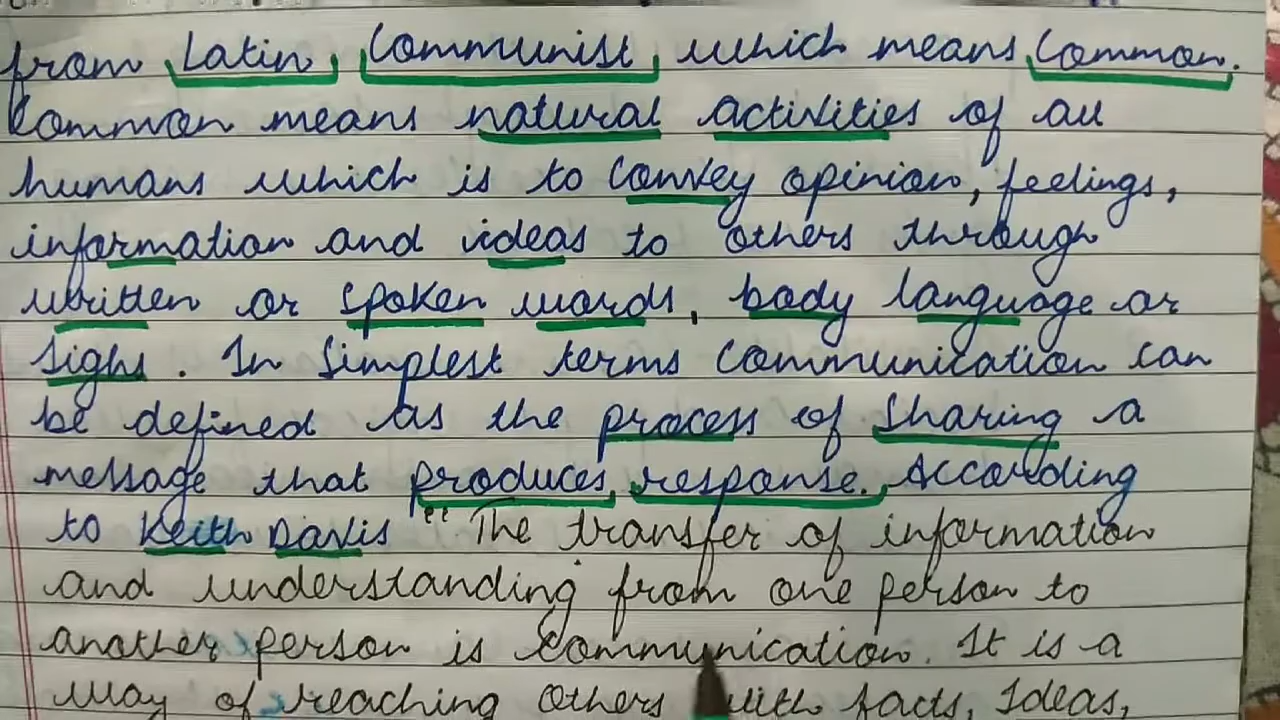 from Latin, Communist, which means Common.
Common means natural activities of all
humans which is to convey opinion, feelings,
information and ideas to others through
written or spoken words, body language or
sighs. In Simplest terms communication can
be defined as the process of sharing a
message that produces response. According
to Keith Davis "The transfer of information
and understanding from one person to
another person is communication. It is a
way of reaching others with facts, Ideas,